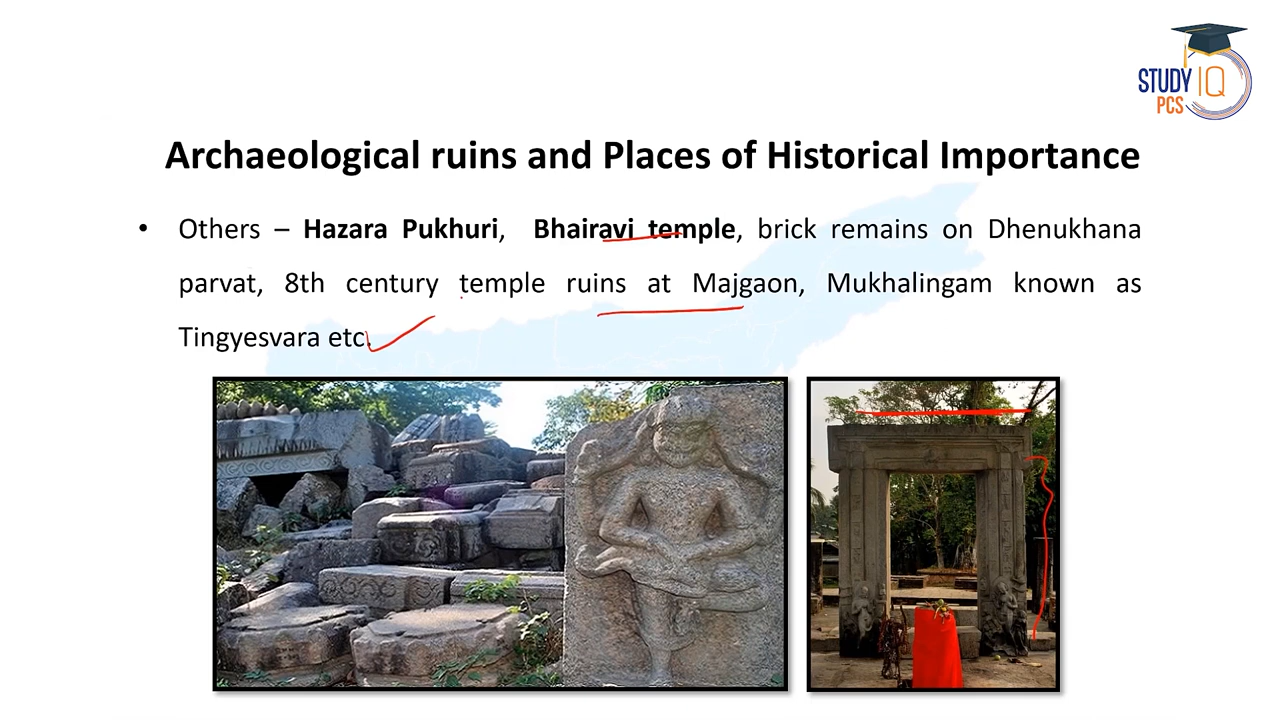 STUDY IQ
PCS
Archaeological ruins and Places of Historical Importance
• Others – Hazara Pukhuri, Bhairavi temple, brick remains on Dhenukhana
parvat, 8th century temple ruins at Majgaon, Mukhalingam known as
Tingyesvara etc.